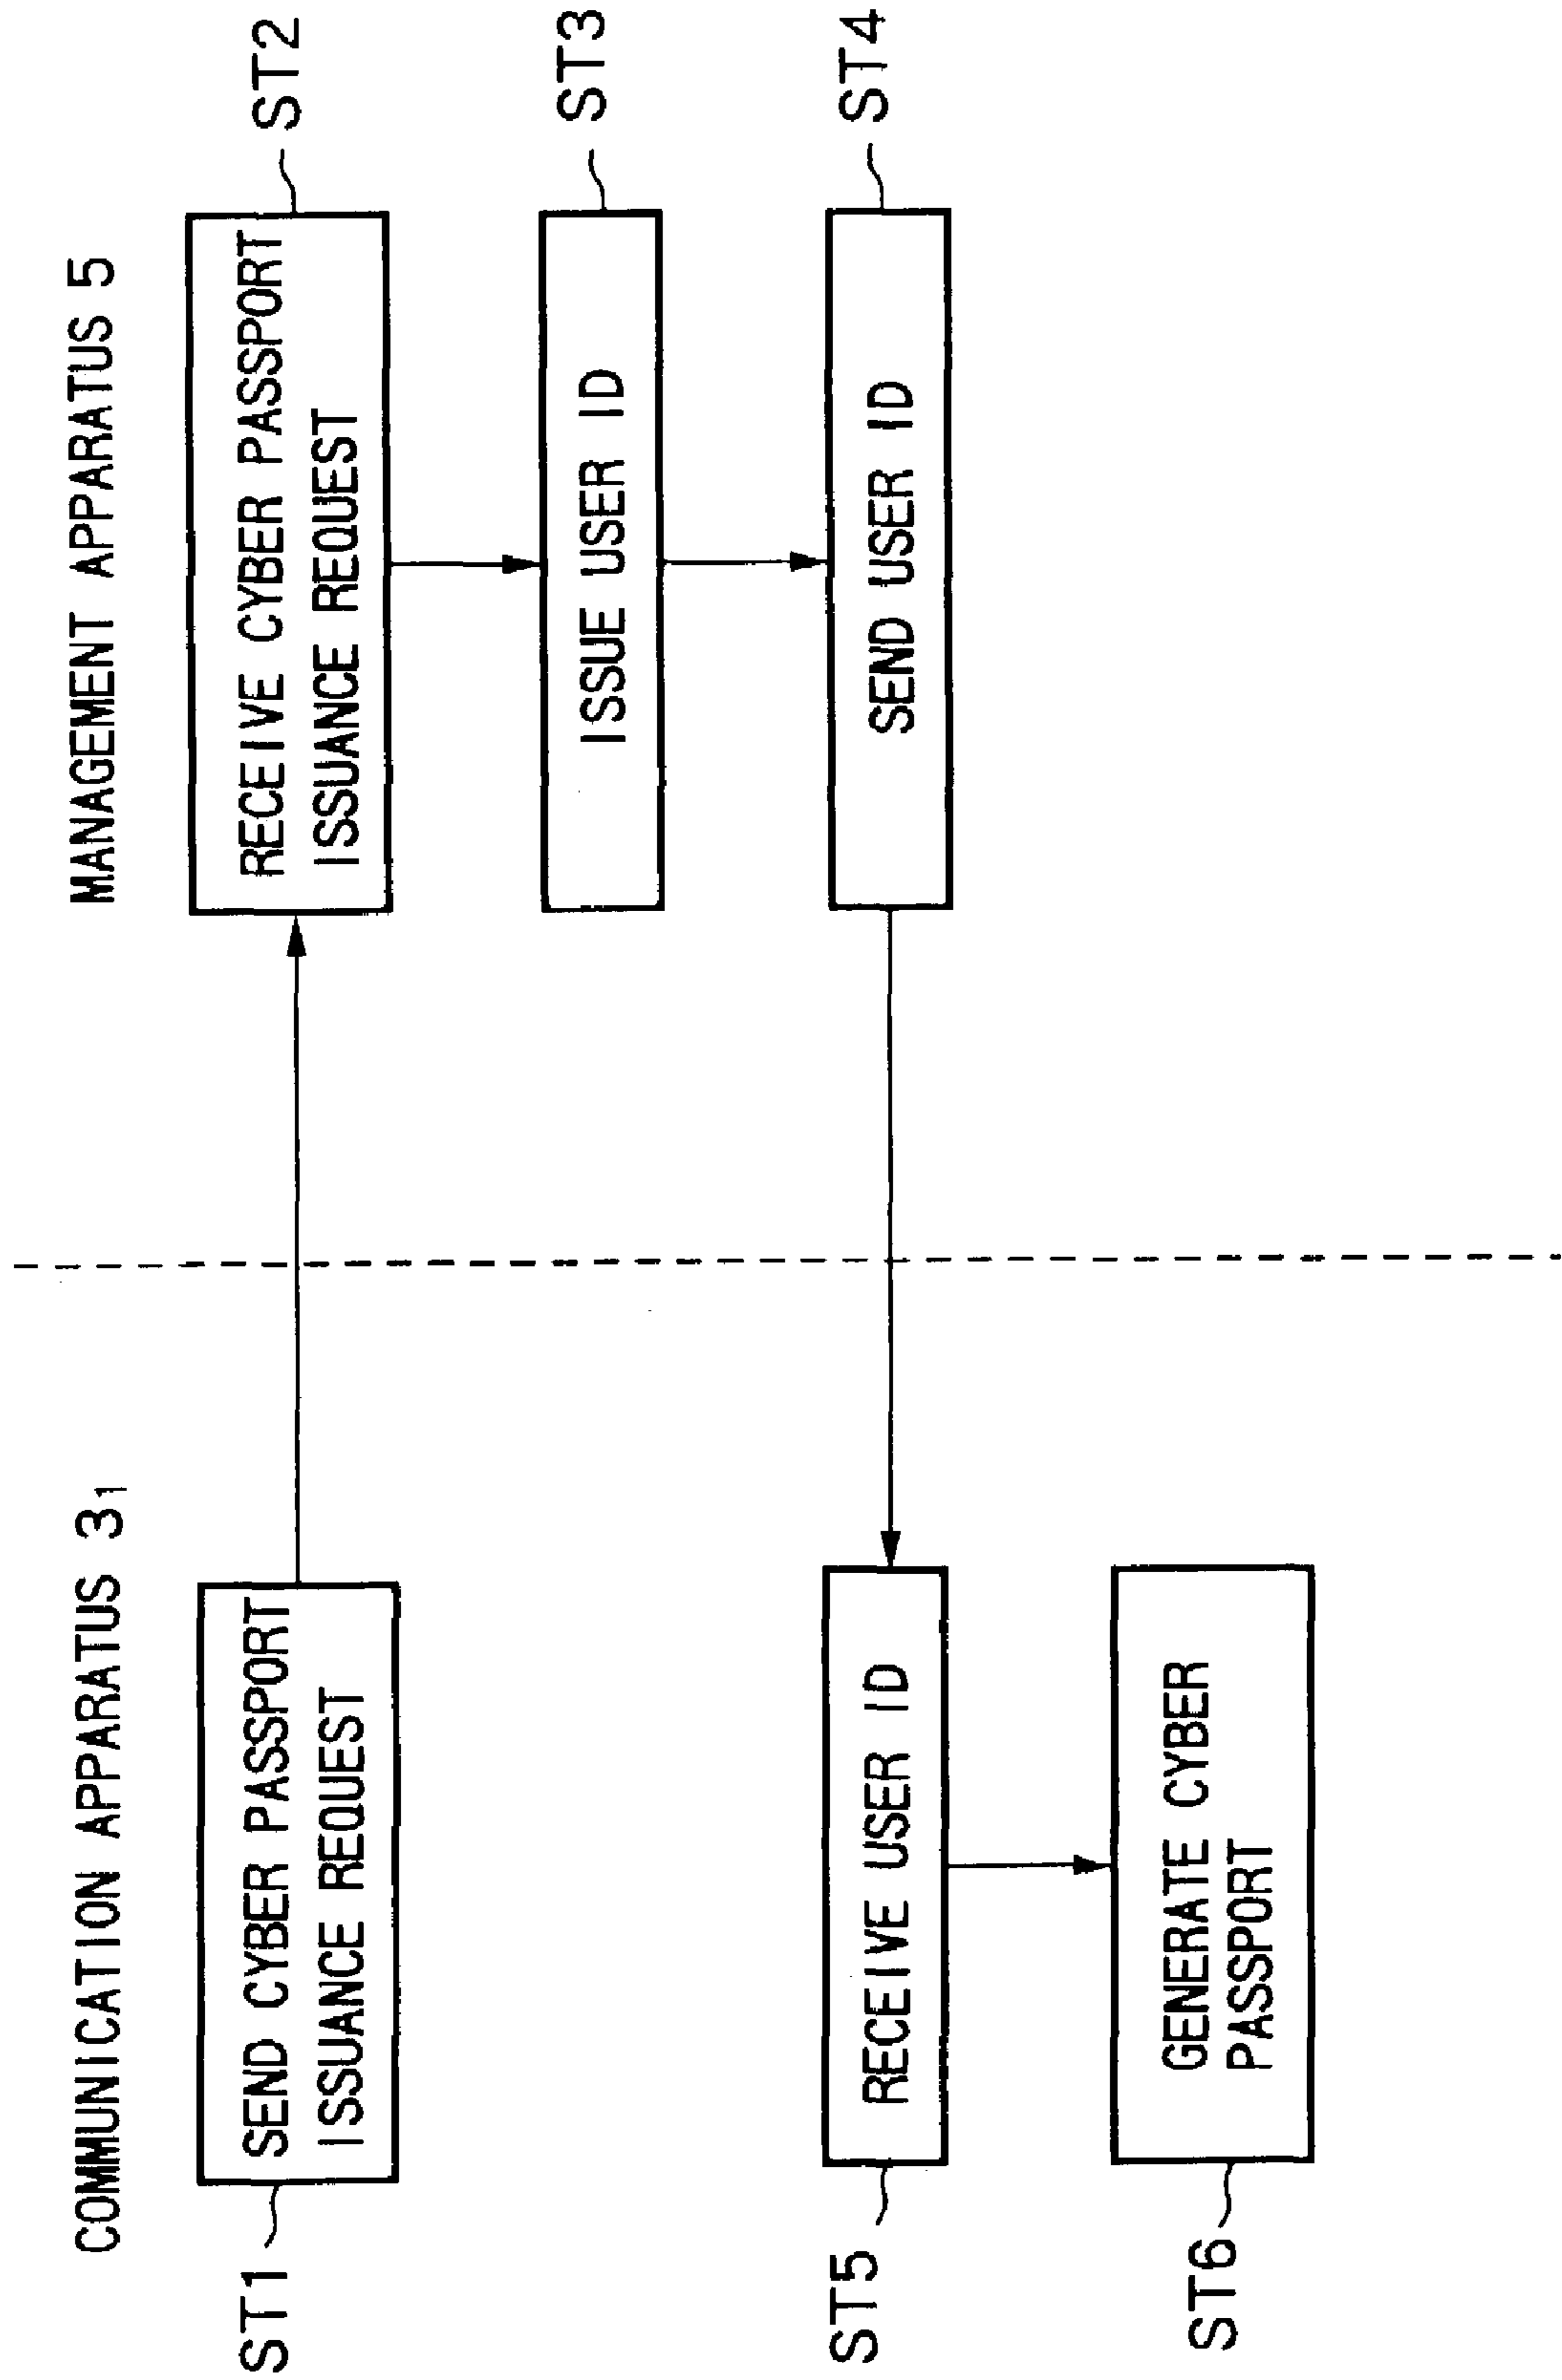 COMMUNICATION APPARATUS 3₁
MANAGEMENT APPARATUS 5
ST1
SEND CYBER PASSPORT
ISSUANCE REQUEST
RECEIVE CYBER PASSPORT
ISSUANCE REQUEST
ST2
ISSUE USER ID
ST3
SEND USER ID
ST4
ST5
RECEIVE USER ID
ST6
GENERATE CYBER
PASSPORT